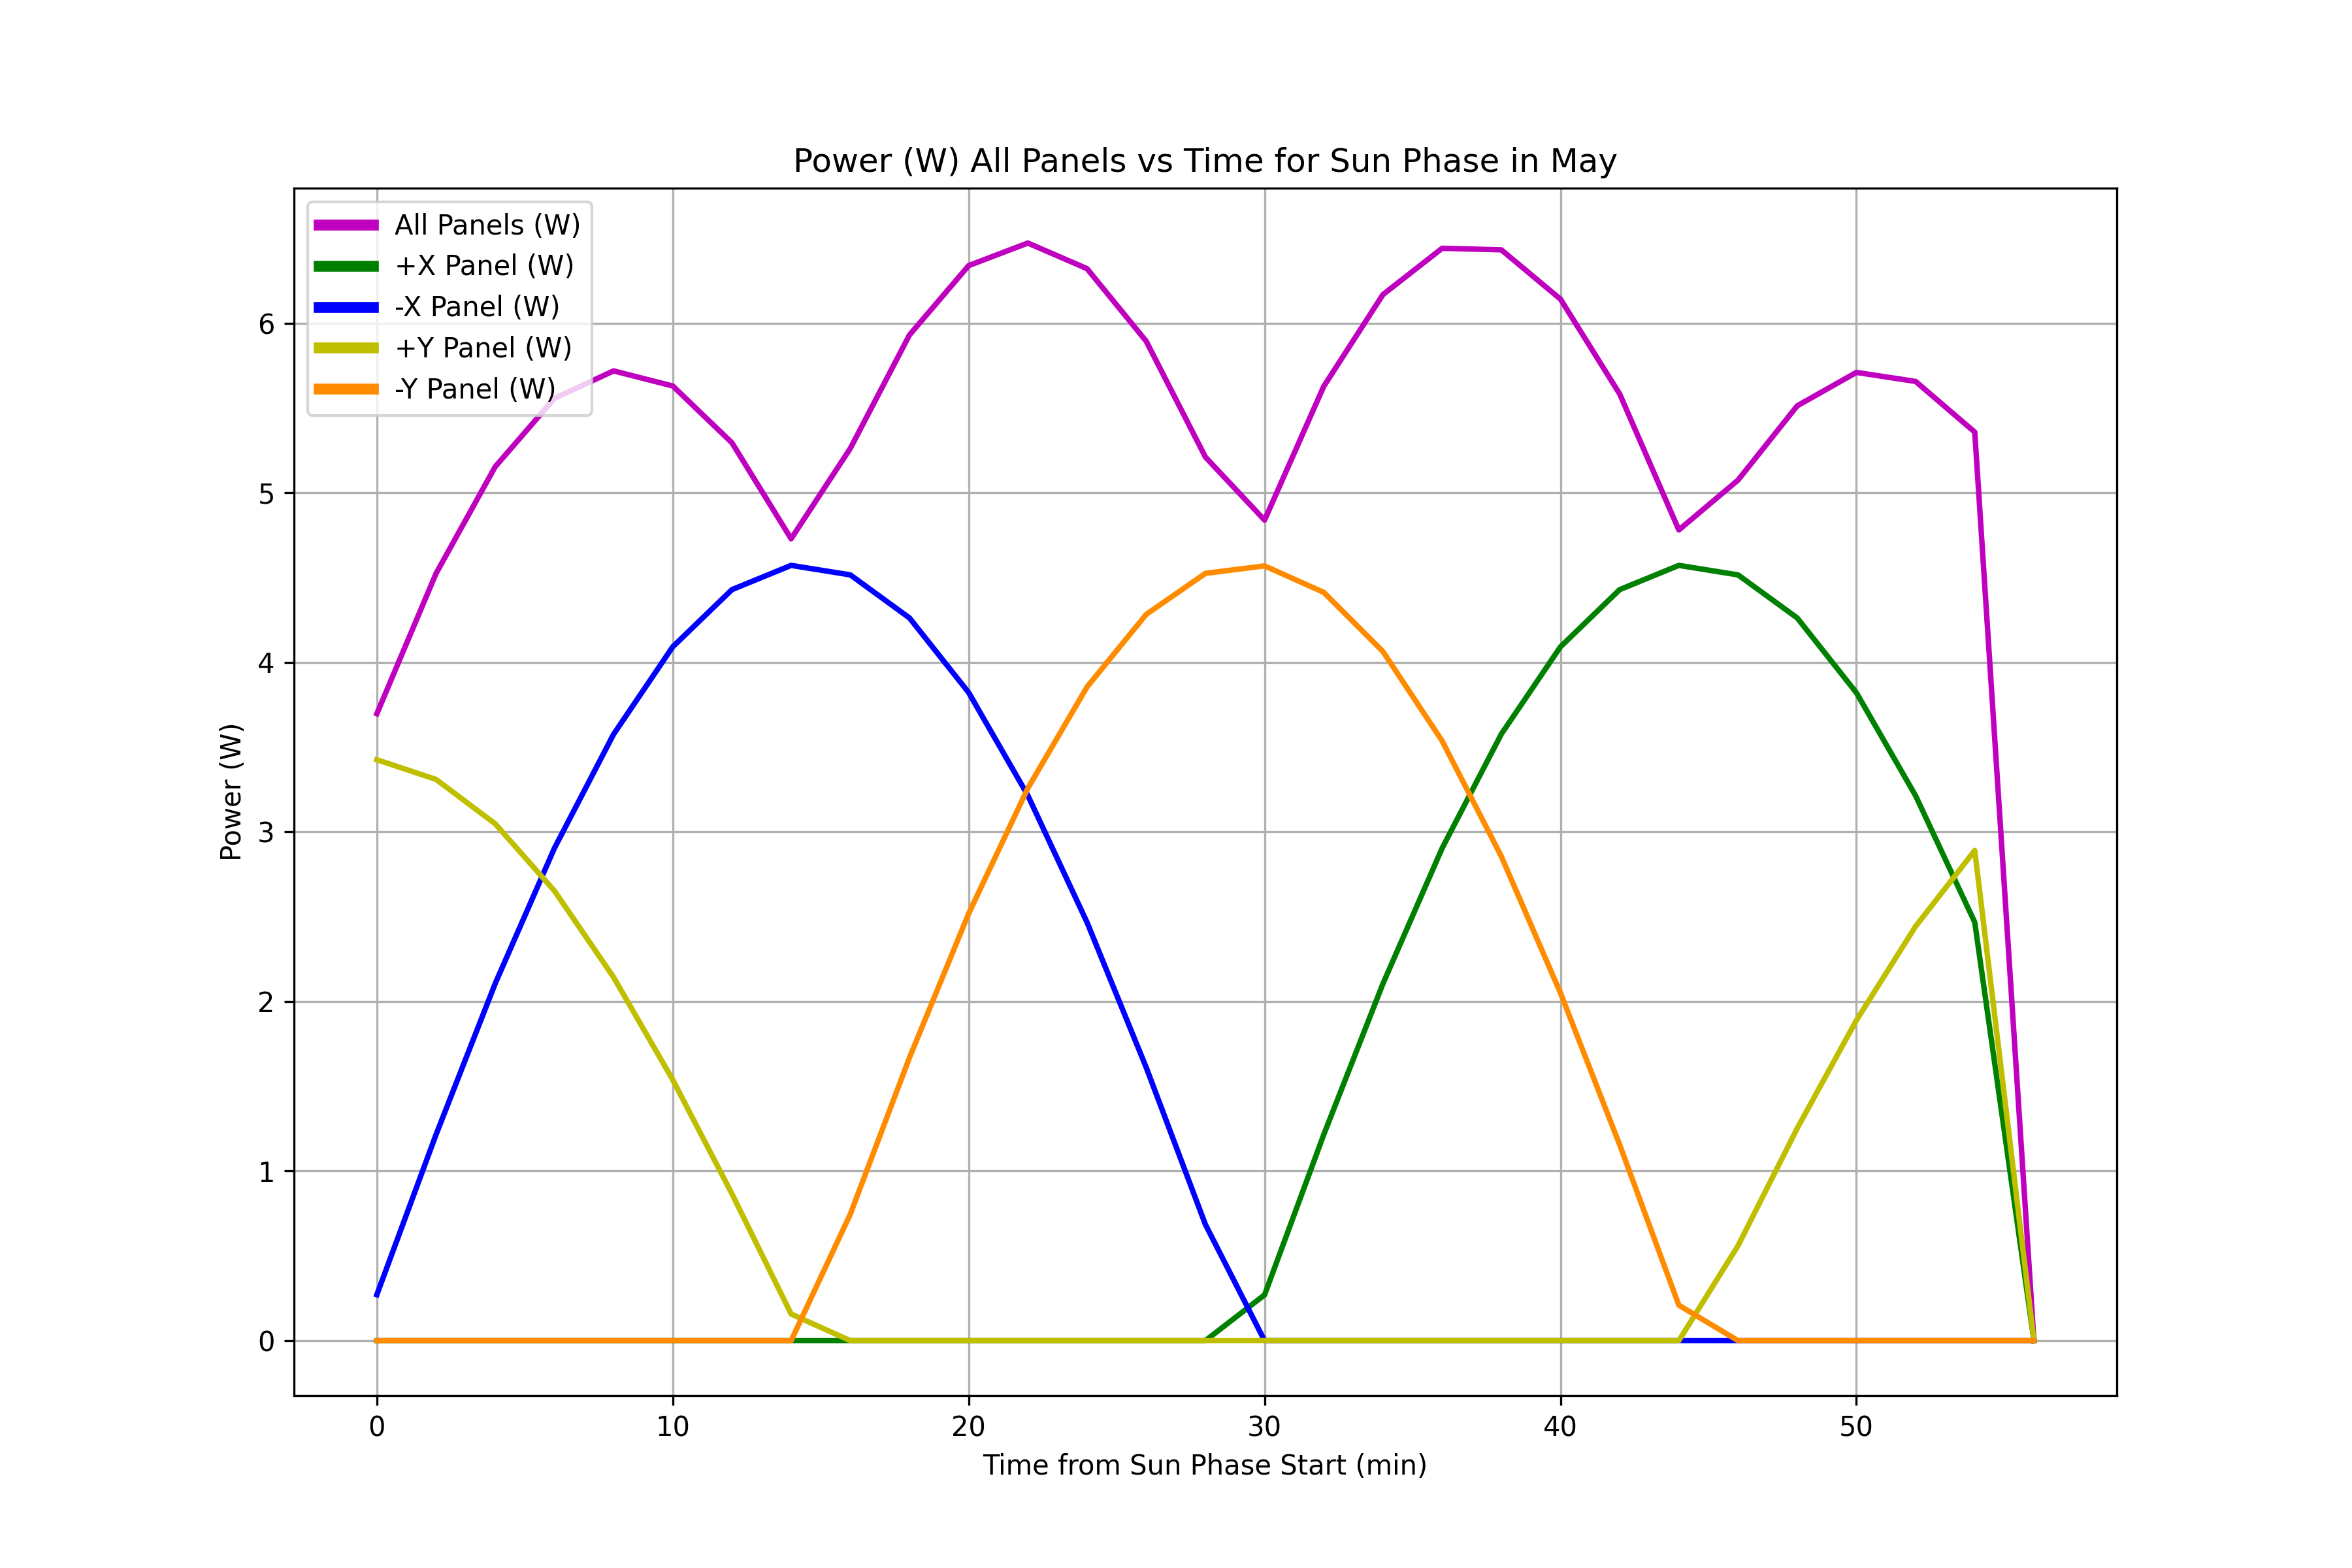 Power (W) All Panels vs Time for Sun Phase in May
All Panels (W)
+X Panel (W)
-X Panel (W)
+Y Panel (W)
-Y Panel (W)
Power (W)
6
5
4
3
2
1
0
0 10 20 30 40 50
Time from Sun Phase Start (min)